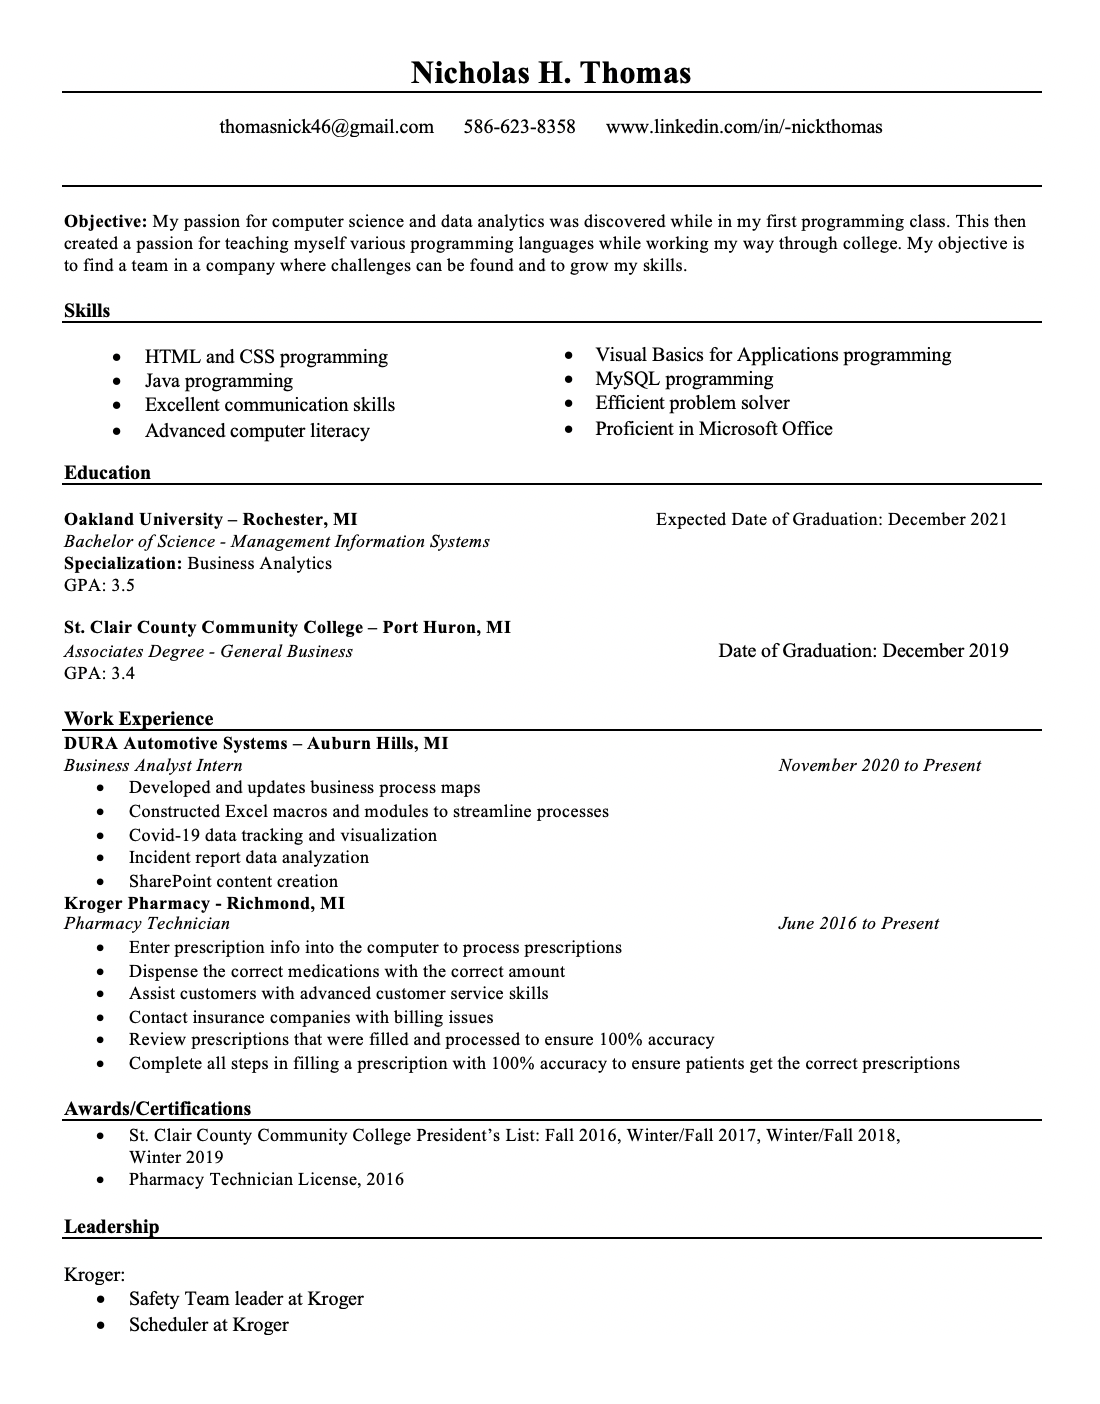 Nicholas H. Thomas
thomasnick46@gmail.com 586-623-8358 www.linkedin.com/in/-nickthomas
Objective: My passion for computer science and data analytics was discovered while in my first programming class. This then
created a passion for teaching myself various programming languages while working my way through college. My objective is
to find a team in a company where challenges can be found and to grow my skills.
Skills
• HTML and CSS programming
• Java programming
• Excellent communication skills
• Advanced computer literacy
• Visual Basics for Applications programming
• MySQL programming
• Efficient problem solver
• Proficient in Microsoft Office
Education
Oakland University – Rochester, MI Expected Date of Graduation: December 2021
Bachelor of Science - Management Information Systems
Specialization: Business Analytics
GPA: 3.5
St. Clair County Community College – Port Huron, MI
Associates Degree - General Business Date of Graduation: December 2019
GPA: 3.4
Work Experience
DURA Automotive Systems – Auburn Hills, MI
Business Analyst Intern November 2020 to Present
• Developed and updates business process maps
• Constructed Excel macros and modules to streamline processes
• Covid-19 data tracking and visualization
• Incident report data analyzation
• SharePoint content creation
Kroger Pharmacy - Richmond, MI
Pharmacy Technician June 2016 to Present
• Enter prescription info into the computer to process prescriptions
• Dispense the correct medications with the correct amount
• Assist customers with advanced customer service skills
• Contact insurance companies with billing issues
• Review prescriptions that were filled and processed to ensure 100% accuracy
• Complete all steps in filling a prescription with 100% accuracy to ensure patients get the correct prescriptions
Awards/Certifications
• St. Clair County Community College President’s List: Fall 2016, Winter/Fall 2017, Winter/Fall 2018,
Winter 2019
• Pharmacy Technician License, 2016
Leadership
Kroger:
• Safety Team leader at Kroger
• Scheduler at Kroger